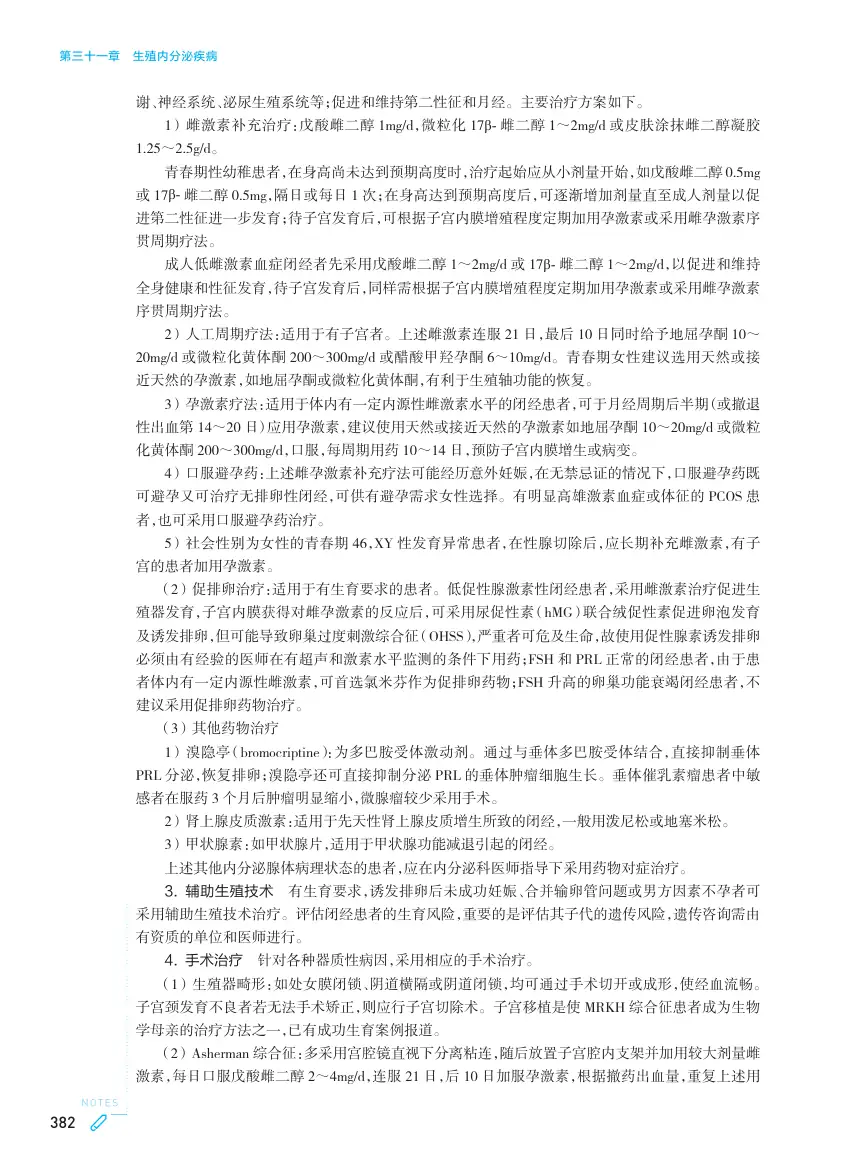 第三十一章 生殖内分泌疾病
谢、神经系统、泌尿生殖系统等;促进和维持第二性征和月经。主要治疗方案如下。
1）雌激素补充治疗:戊酸雌二醇 1mg/d,微粒化 17β- 雌二醇 1～2mg/d 或皮肤涂抹雌二醇凝胶
1.25～2.5g/d。
青春期性幼稚患者,在身高尚未达到预期高度时,治疗起始应从小剂量开始,如戊酸雌二醇 0.5mg
或 17β- 雌二醇 0.5mg,隔日或每日 1 次;在身高达到预期高度后,可逐渐增加剂量直至成人剂量以促
进第二性征进一步发育;待子宫发育后,可根据子宫内膜增殖程度定期加用孕激素或采用雌孕激素序
贯周期疗法。
成人低雌激素血症闭经者先采用戊酸雌二醇 1～2mg/d 或 17β- 雌二醇 1～2mg/d,以促进和维持
全身健康和性征发育,待子宫发育后,同样需根据子宫内膜增殖程度定期加用孕激素或采用雌孕激素
序贯周期疗法。
2）人工周期疗法:适用于有子宫者。上述雌激素连服 21 日,最后 10 日同时给予地屈孕酮 10～
20mg/d 或微粒化黄体酮 200～300mg/d 或醋酸甲羟孕酮 6～10mg/d。青春期女性建议选用天然或接
近天然的孕激素,如地屈孕酮或微粒化黄体酮,有利于生殖轴功能的恢复。
3）孕激素疗法:适用于体内有一定内源性雌激素水平的闭经患者,可于月经周期后半期（或撤退
性出血第 14～20 日）应用孕激素,建议使用天然或接近天然的孕激素如地屈孕酮 10～20mg/d 或微粒
化黄体酮 200～300mg/d,口服,每周期用药 10～14 日,预防子宫内膜增生或病变。
4）口服避孕药:上述雌孕激素补充疗法可能经历意外妊娠,在无禁忌证的情况下,口服避孕药既
可避孕又可治疗无排卵性闭经,可供有避孕需求女性选择。有明显高雄激素血症或体征的 PCOS 患
者,也可采用口服避孕药治疗。
5）社会性别为女性的青春期 46,XY 性发育异常患者,在性腺切除后,应长期补充雌激素,有子
宫的患者加用孕激素。
（2）促排卵治疗:适用于有生育要求的患者。低促性腺激素性闭经患者,采用雌激素治疗促进生
殖器发育,子宫内膜获得对雌孕激素的反应后,可采用尿促性素（hMG）联合绒促性素促进卵泡发育
及诱发排卵,但可能导致卵巢过度刺激综合征（OHSS）,严重者可危及生命,故使用促性腺素诱发排卵
必须由有经验的医师在有超声和激素水平监测的条件下用药;FSH 和 PRL 正常的闭经患者,由于患
者体内有一定内源性雌激素,可首选氯米芬作为促排卵药物;FSH 升高的卵巢功能衰竭闭经患者,不
建议采用促排卵药物治疗。
（3）其他药物治疗
1）溴隐亭（bromocriptine）:为多巴胺受体激动剂。通过与垂体多巴胺受体结合,直接抑制垂体
PRL 分泌,恢复排卵;溴隐亭还可直接抑制分泌 PRL 的垂体肿瘤细胞生长。垂体催乳素瘤患者中敏
感者在服药 3 个月后肿瘤明显缩小,微腺瘤较少采用手术。
2）肾上腺皮质激素:适用于先天性肾上腺皮质增生所致的闭经,一般用泼尼松或地塞米松。
3）甲状腺素:如甲状腺片,适用于甲状腺功能减退引起的闭经。
上述其他内分泌腺体病理状态的患者,应在内分泌科医师指导下采用药物对症治疗。
3. 辅助生殖技术 有生育要求,诱发排卵后未成功妊娠、合并输卵管问题或男方因素不孕者可
采用辅助生殖技术治疗。评估闭经患者的生育风险,重要的是评估其子代的遗传风险,遗传咨询需由
有资质的单位和医师进行。
4. 手术治疗 针对各种器质性病因,采用相应的手术治疗。
（1）生殖器畸形:如处女膜闭锁、阴道横隔或阴道闭锁,均可通过手术切开或成形,使经血流畅。
子宫颈发育不良者若无法手术矫正,则应行子宫切除术。子宫移植是使 MRKH 综合征患者成为生物
学母亲的治疗方法之一,已有成功生育案例报道。
（2）Asherman 综合征:多采用宫腔镜直视下分离粘连,随后放置子宫腔内支架并加用较大剂量雌
激素,每日口服戊酸雌二醇 2～4mg/d,连服 21 日,后 10 日加服孕激素,根据撤药出血量,重复上述用
NOTES
382